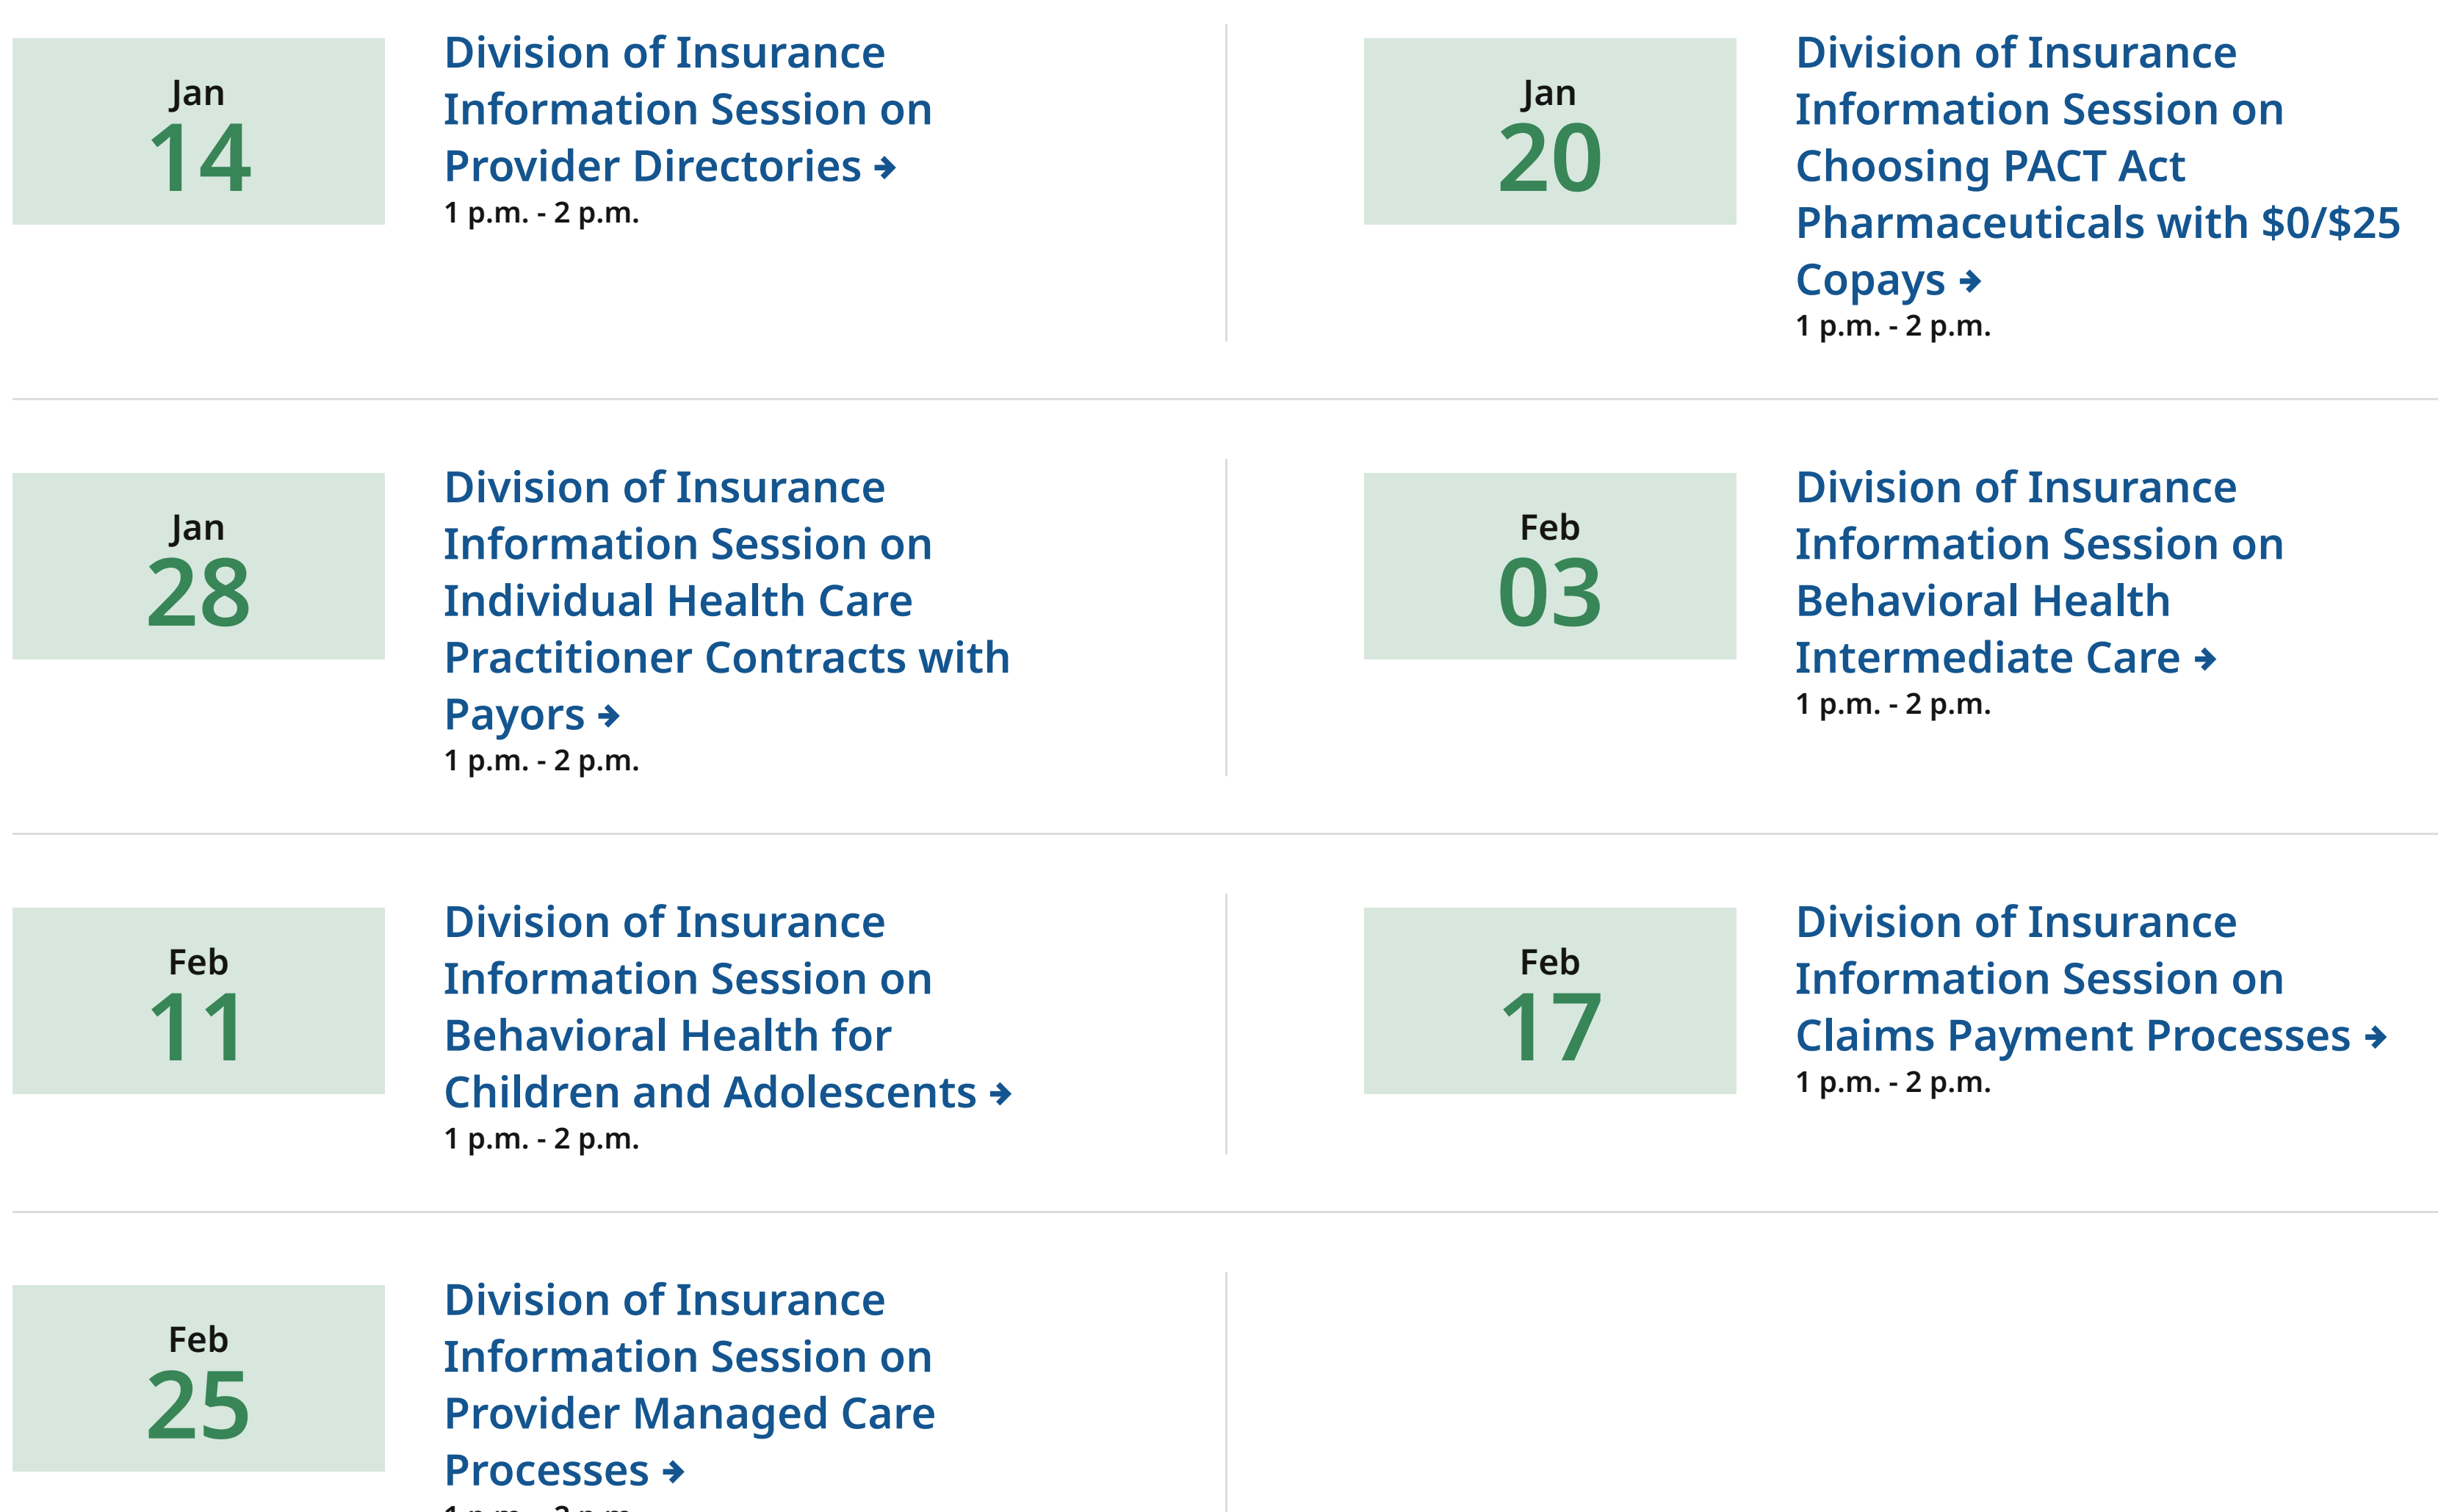 Jan
14
Division of Insurance
Information Session on
Provider Directories →
1 p.m. - 2 p.m.
Jan
20
Division of Insurance
Information Session on
Choosing PACT Act
Pharmaceuticals with $0/$25
Copays →
1 p.m. - 2 p.m.
Jan
28
Division of Insurance
Information Session on
Individual Health Care
Practitioner Contracts with
Payors →
1 p.m. - 2 p.m.
Feb
03
Division of Insurance
Information Session on
Behavioral Health
Intermediate Care →
1 p.m. - 2 p.m.
Feb
11
Division of Insurance
Information Session on
Behavioral Health for
Children and Adolescents →
1 p.m. - 2 p.m.
Feb
17
Division of Insurance
Information Session on
Claims Payment Processes →
1 p.m. - 2 p.m.
Feb
25
Division of Insurance
Information Session on
Provider Managed Care
Processes →